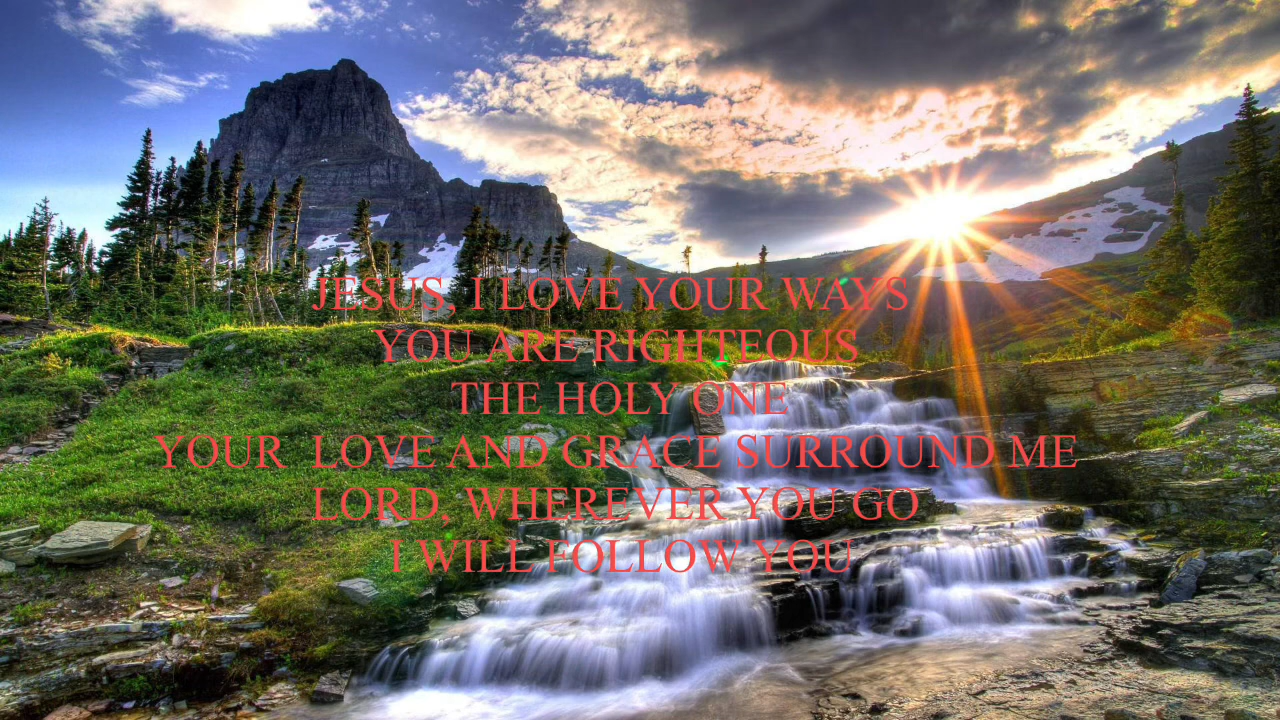 JESUS, I LOVE YOUR WAYS
YOU ARE RIGHTEOUS
THE HOLY ONE
YOUR  LOVE AND GRACE SURROUND ME
LORD, WHEREVER YOU GO
I WILL FOLLOW YOU